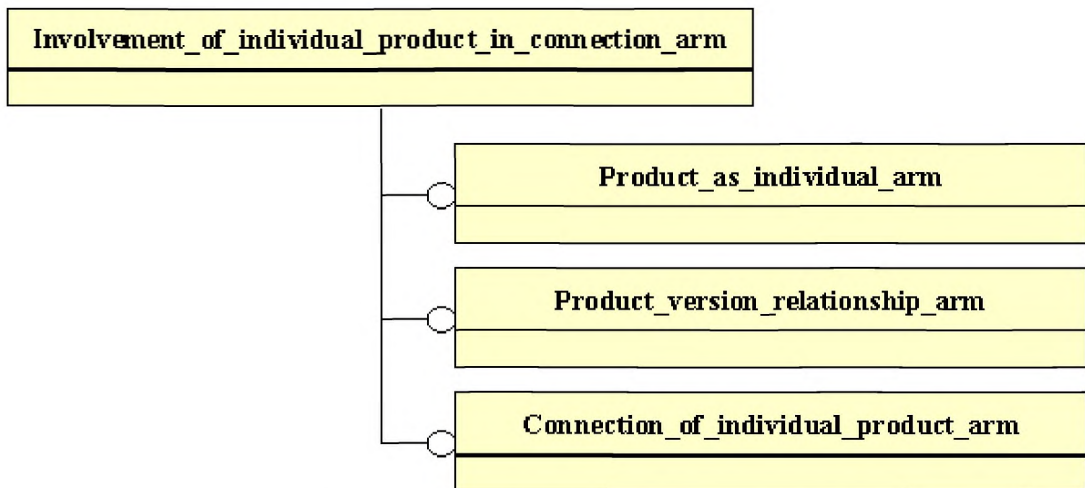 Involvement_of_individual_product_in_connection_arm
Product_as_individual_arm
Product_version_relationship_arm
Connection_of_individual_product_arm